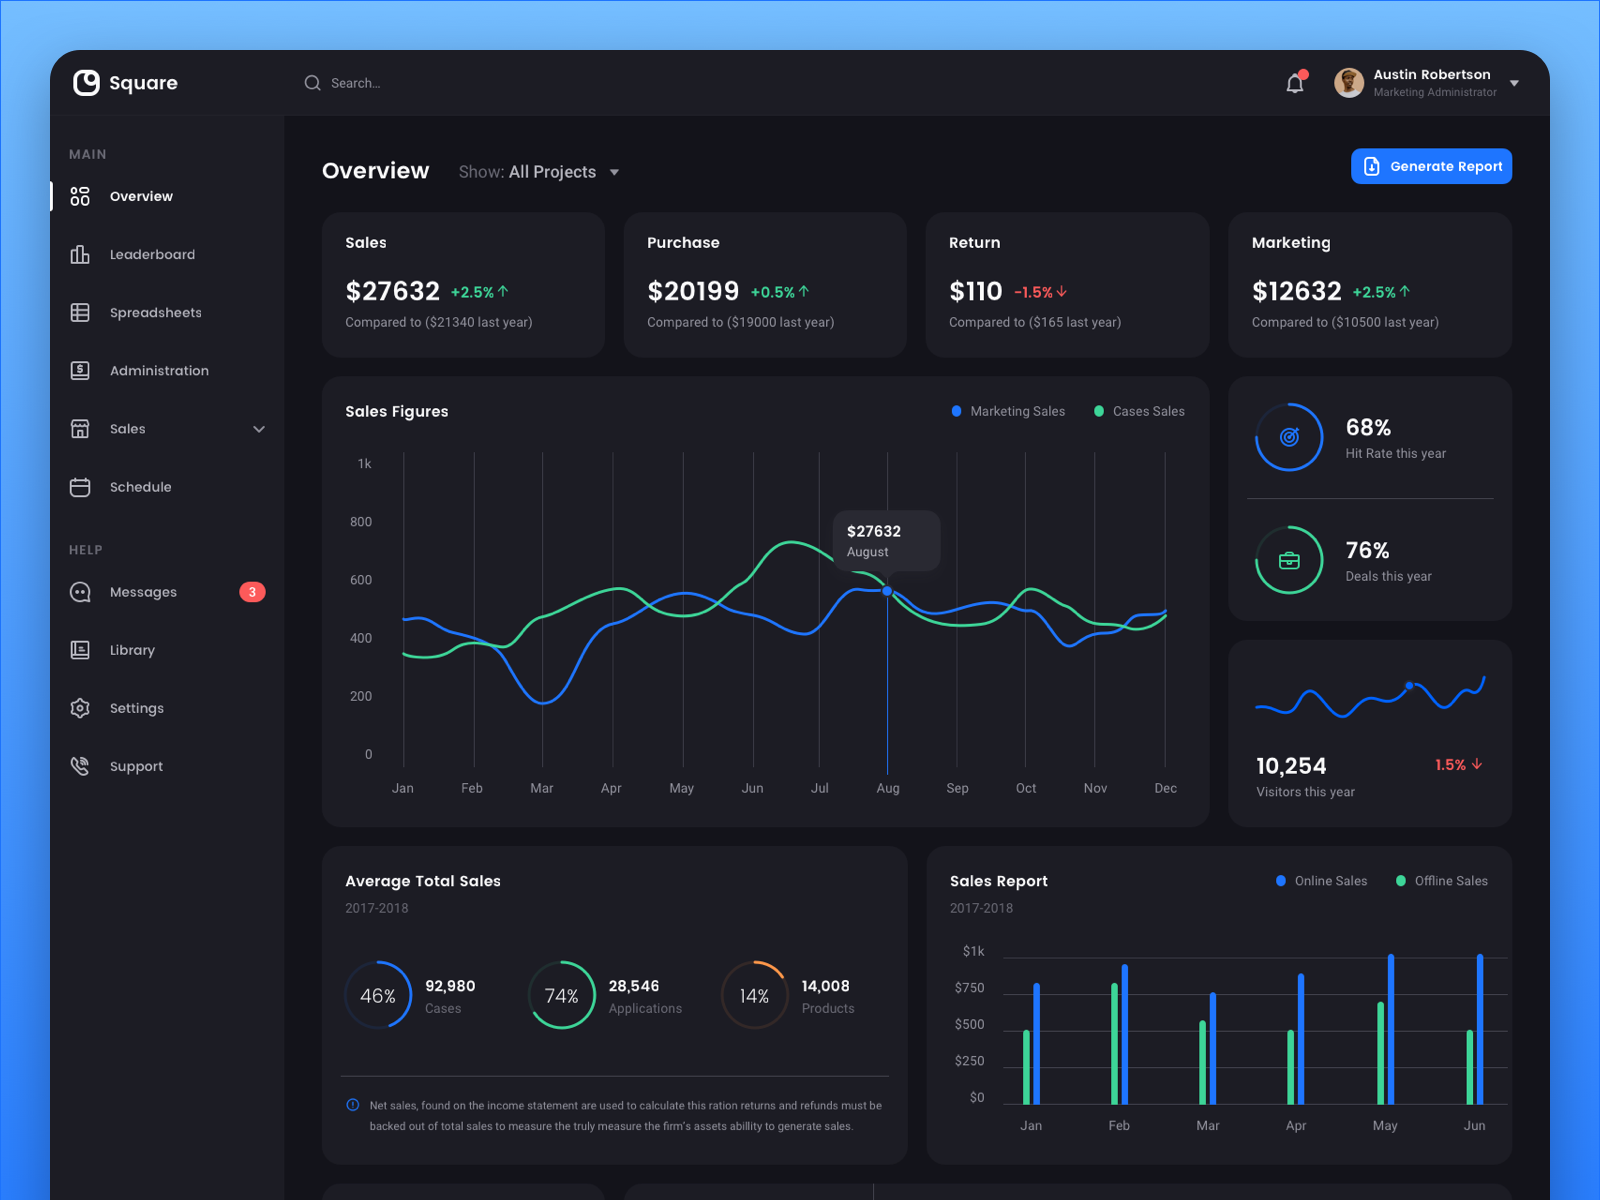 Square
Search...
Austin Robertson
Marketing Administrator
MAIN
Overview
Leaderboard
Spreadsheets
Administration
Sales
Schedule
HELP
Messages
3
Library
Settings
Support
Overview
Show: All Projects
Generate Report
Sales
$27632 +2.5%
Compared to ($21340 last year)
Purchase
$20199 +0.5%
Compared to ($19000 last year)
Return
$110 -1.5%
Compared to ($165 last year)
Marketing
$12632 +2.5%
Compared to ($10500 last year)
Sales Figures
Marketing Sales
Cases Sales
1k
800
600
400
200
0
$27632
August
Jan Feb Mar Apr May Jun Jul Aug Sep Oct Nov Dec
68%
Hit Rate this year
76%
Deals this year
10,254
1.5%
Visitors this year
Average Total Sales
2017-2018
46%
92,980
Cases
74%
28,546
Applications
14%
14,008
Products
Net sales, found on the income statement are used to calculate this ration returns and refunds must be
backed out of total sales to measure the truly measure the firm's assets abillity to generate sales.
Sales Report
Online Sales
Offline Sales
2017-2018
$1k
$750
$500
$250
$0
Jan Feb Mar Apr May Jun